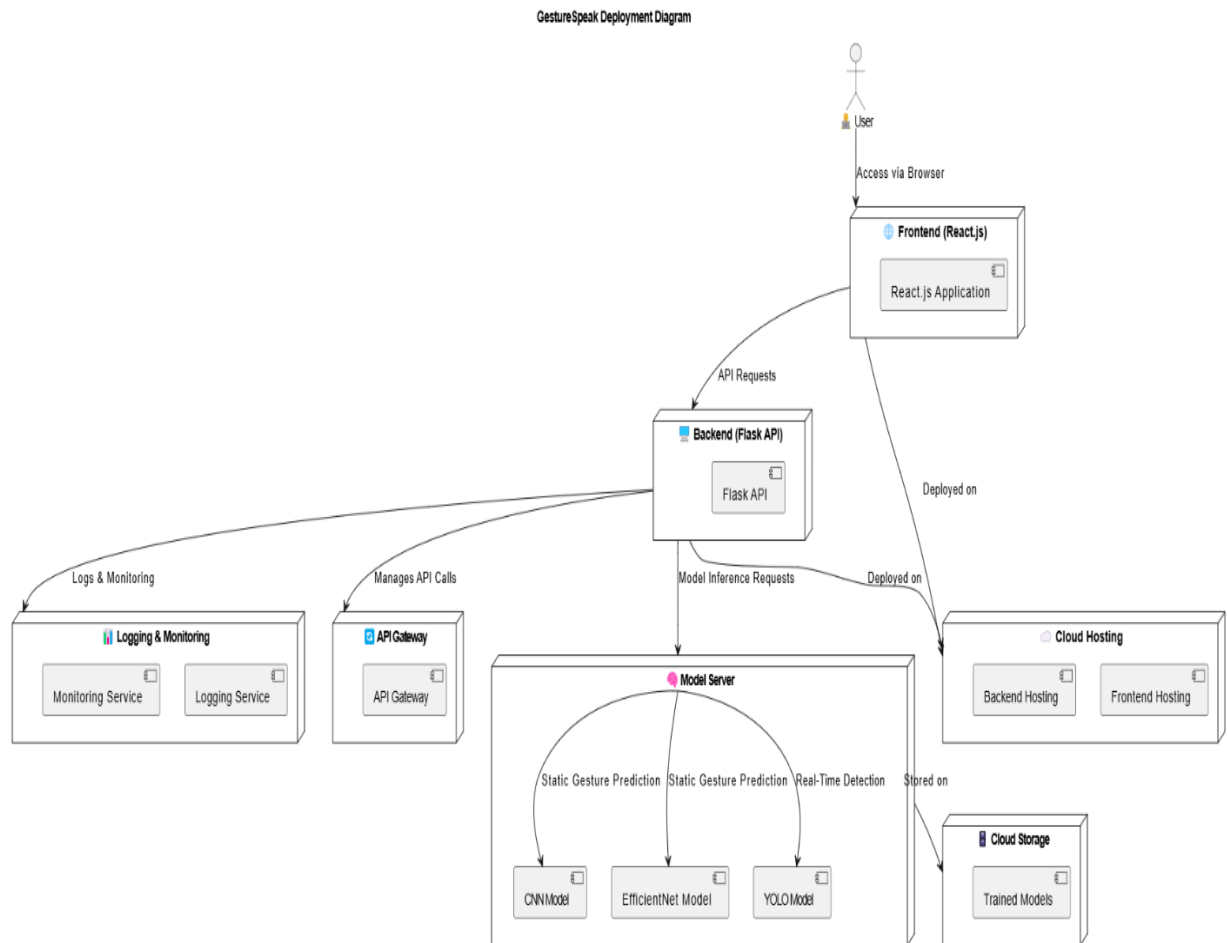 GestureSpeak Deployment Diagram
User
Access via Browser
Frontend (React.js)
React.js Application
API Requests
Backend (Flask API)
Flask API
Deployed on
Logs & Monitoring
Manages API Calls
Model Inference Requests
Deployed on
Logging & Monitoring
Monitoring Service
Logging Service
API Gateway
API Gateway
Cloud Hosting
Backend Hosting
Frontend Hosting
Model Server
Static Gesture Prediction
Static Gesture Prediction
Real-Time Detection
Stored on
CNN Model
EfficientNet Model
YOLO Model
Cloud Storage
Trained Models